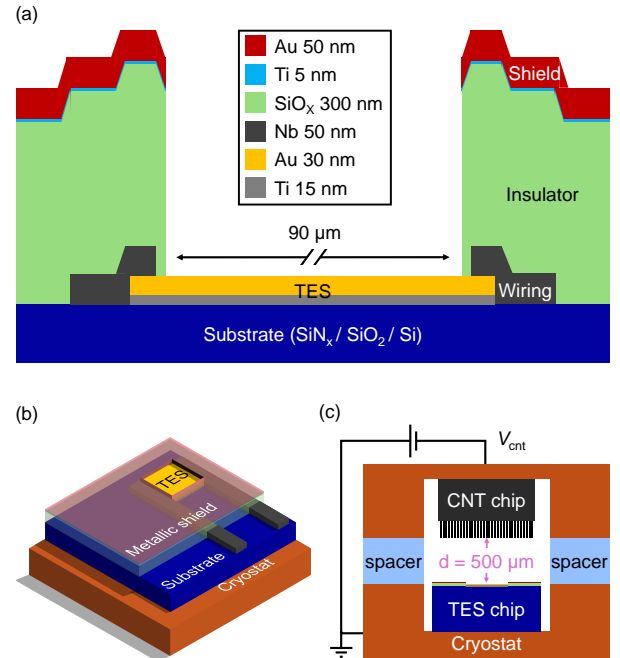 (a)
Au 50 nm
Ti 5 nm
SiOX 300 nm
Nb 50 nm
Au 30 nm
Ti 15 nm
Shield
Insulator
90 µm
TES
Wiring
Substrate (SiNx / SiO2 / Si)
(b)
TES
Metallic shield
Substrate
Cryostat
(c)
Vcnt
CNT chip
spacer
d = 500 µm
spacer
TES chip
Cryostat